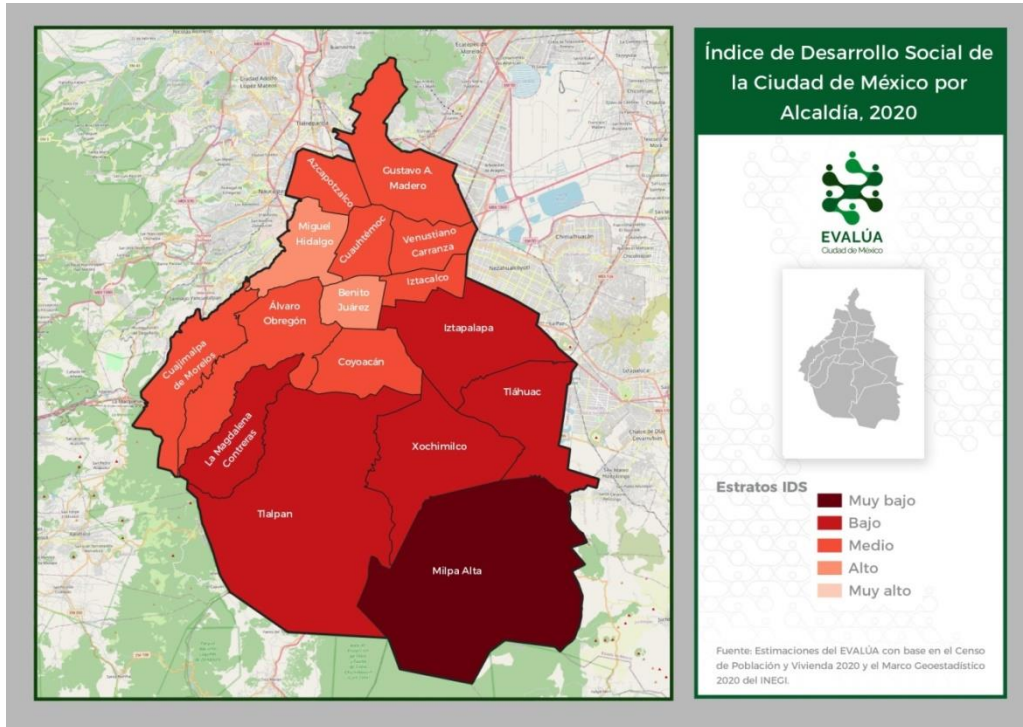 Gustavo A.
Madero
Azcapotzalco
Miguel
Hidalgo
Cuauhtémoc
Venustiano
Carranza
Iztacalco
Benito
Juárez
Álvaro
Obregón
Iztapalapa
Cuajimalpa
de Morelos
Coyoacán
Tláhuac
La Magdalena
Contreras
Xochimilco
Tlalpan
Milpa Alta
Índice de Desarrollo Social de
la Ciudad de México por
Alcaldía, 2020
EVALÚA
Ciudad de México
Estratos IDS
Muy bajo
Bajo
Medio
Alto
Muy alto
Fuente: Estimaciones del EVALÚA con base en el Censo
de Población y Vivienda 2020 y el Marco Geoestadístico
2020 del INEGI.